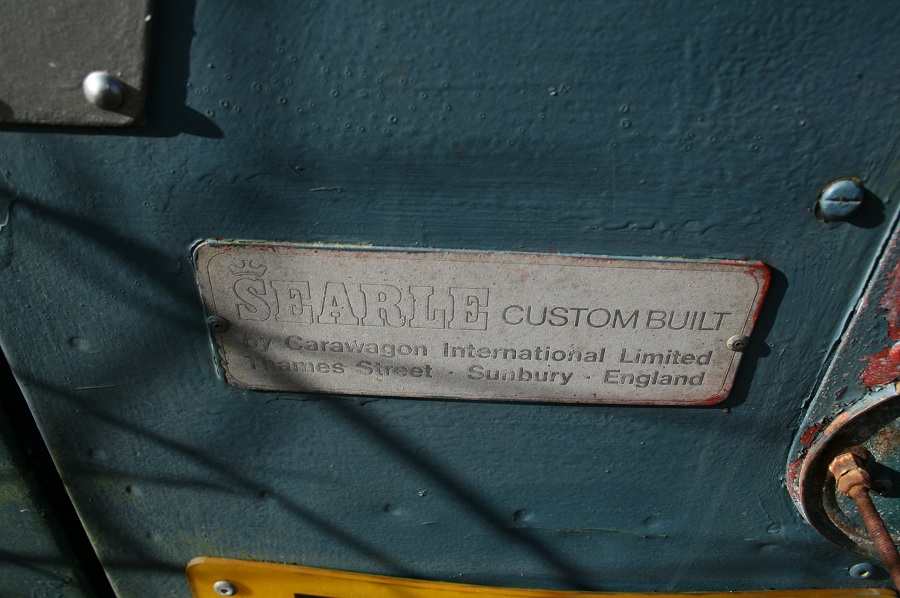 SEARLE CUSTOM BUILT
by Carawagon International Limited
Thames Street · Sunbury · England